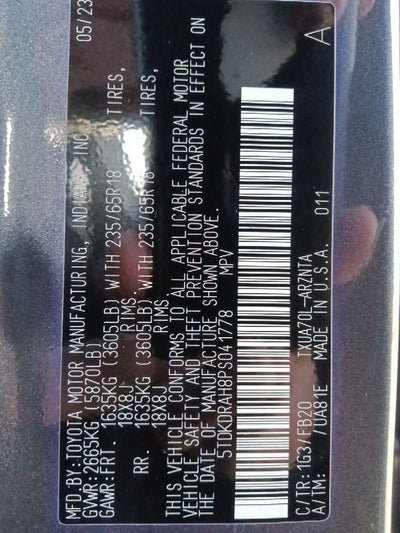 MFD.BY:TOYOTA MOTOR MANUFACTURING, INDIANA, INC. 05/23
GVWR:2665KG (5870LB)
GAWR:FRT. 1635KG (3605LB) WITH 235/65R18 TIRES,
18X8J RIMS.
RR. 1635KG (3605LB) WITH 235/65R18 TIRES,
18X8J RIMS.
THIS VEHICLE CONFORMS TO ALL APPLICABLE FEDERAL MOTOR
VEHICLE SAFETY AND THEFT PREVENTION STANDARDS IN EFFECT ON
THE DATE OF MANUFACTURE SHOWN ABOVE.
5TDKDRAH8PS041778 MPV
C/TR:1G3/FB20 TXUA70L-ARZNTA 011 A
A/TM: /UA81E MADE IN U.S.A.